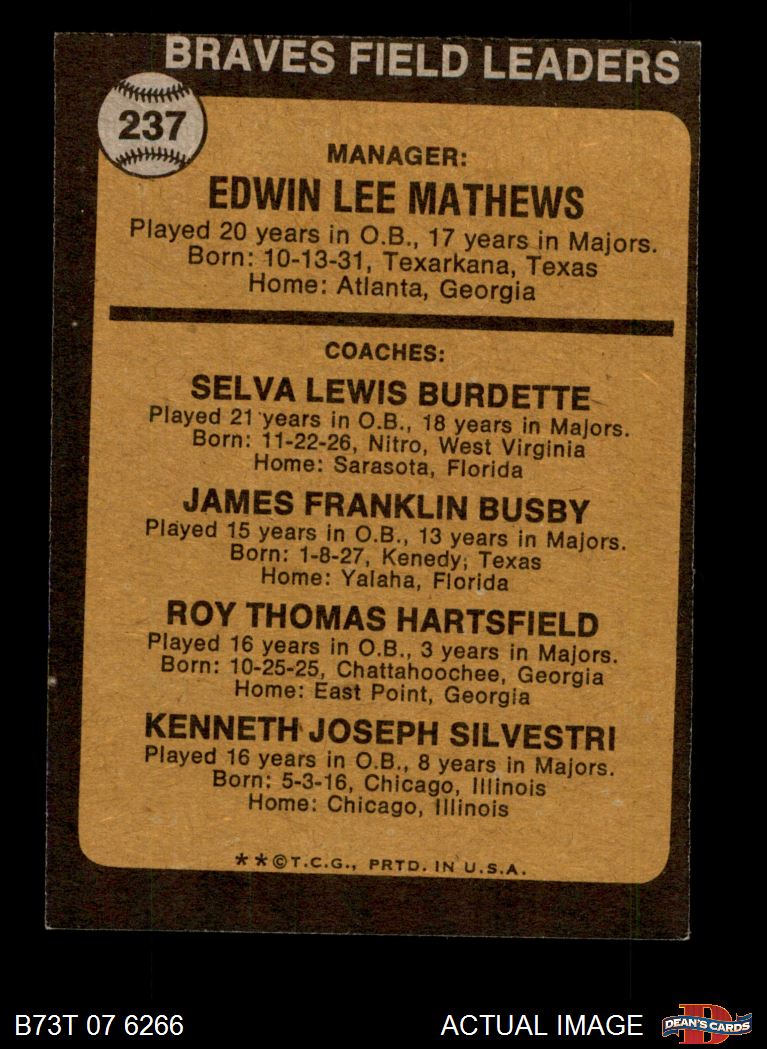 BRAVES FIELD LEADERS
237
MANAGER:
EDWIN LEE MATHEWS
Played 20 years in O.B., 17 years in Majors.
Born: 10-13-31, Texarkana, Texas
Home: Atlanta, Georgia
COACHES:
SELVA LEWIS BURDETTE
Played 21 years in O.B., 18 years in Majors.
Born: 11-22-26, Nitro, West Virginia
Home: Sarasota, Florida
JAMES FRANKLIN BUSBY
Played 15 years in O.B., 13 years in Majors.
Born: 1-8-27, Kenedy, Texas
Home: Yalaha, Florida
ROY THOMAS HARTSFIELD
Played 16 years in O.B., 3 years in Majors.
Born: 10-25-25, Chattahoochee, Georgia
Home: East Point, Georgia
KENNETH JOSEPH SILVESTRI
Played 16 years in O.B., 8 years in Majors.
Born: 5-3-16, Chicago, Illinois
Home: Chicago, Illinois
**©T.C.G., PRTD. IN U.S.A.
B73T 07 6266
ACTUAL IMAGE
D
DEAN'S CARDS